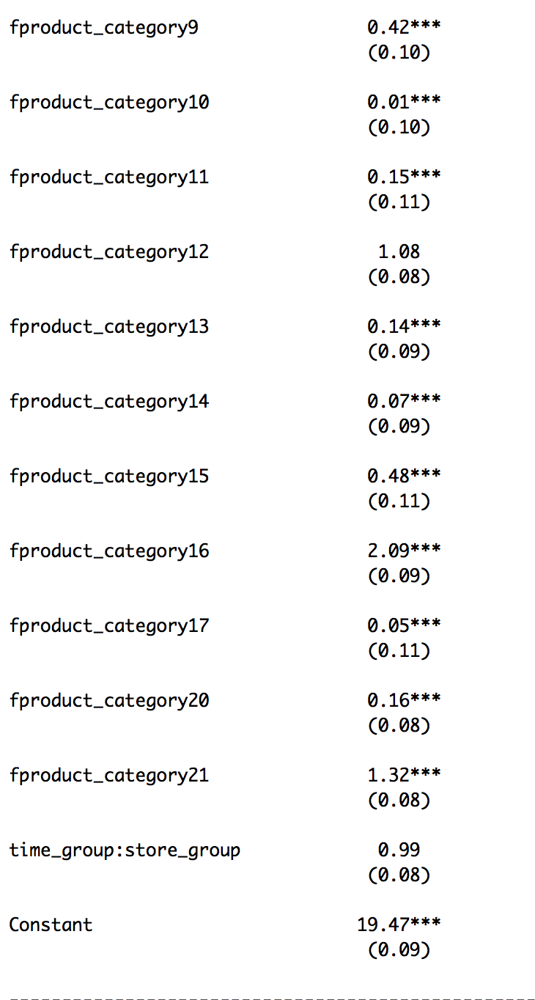 fproduct_category9 0.42***
(0.10)
fproduct_category10 0.01***
(0.10)
fproduct_category11 0.15***
(0.11)
fproduct_category12 1.08
(0.08)
fproduct_category13 0.14***
(0.09)
fproduct_category14 0.07***
(0.09)
fproduct_category15 0.48***
(0.11)
fproduct_category16 2.09***
(0.09)
fproduct_category17 0.05***
(0.11)
fproduct_category20 0.16***
(0.08)
fproduct_category21 1.32***
(0.08)
time_group:store_group 0.99
(0.08)
Constant 19.47***
(0.09)